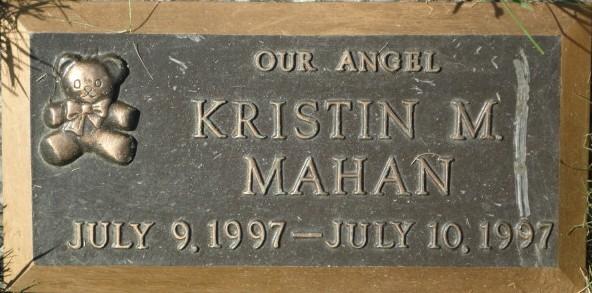 OUR ANGEL
KRISTIN M.
MAHAN
JULY 9, 1997 — JULY 10, 1997